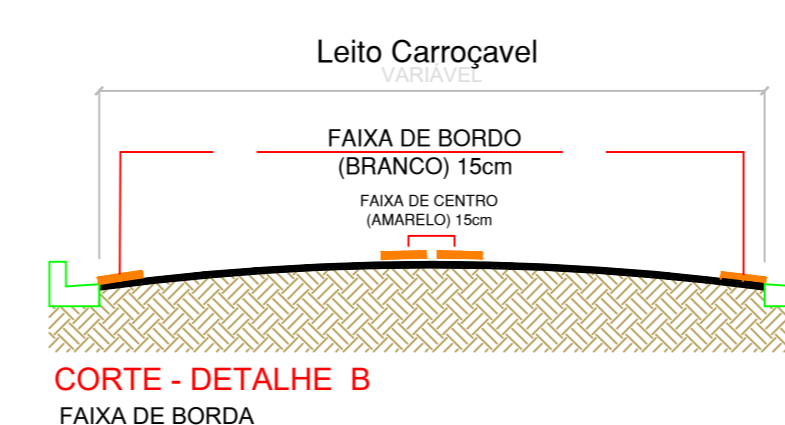 Leito Carroçavel
VARIÁVEL
FAIXA DE BORDO
(BRANCO) 15cm
FAIXA DE CENTRO
(AMARELO) 15cm
CORTE - DETALHE B
FAIXA DE BORDA